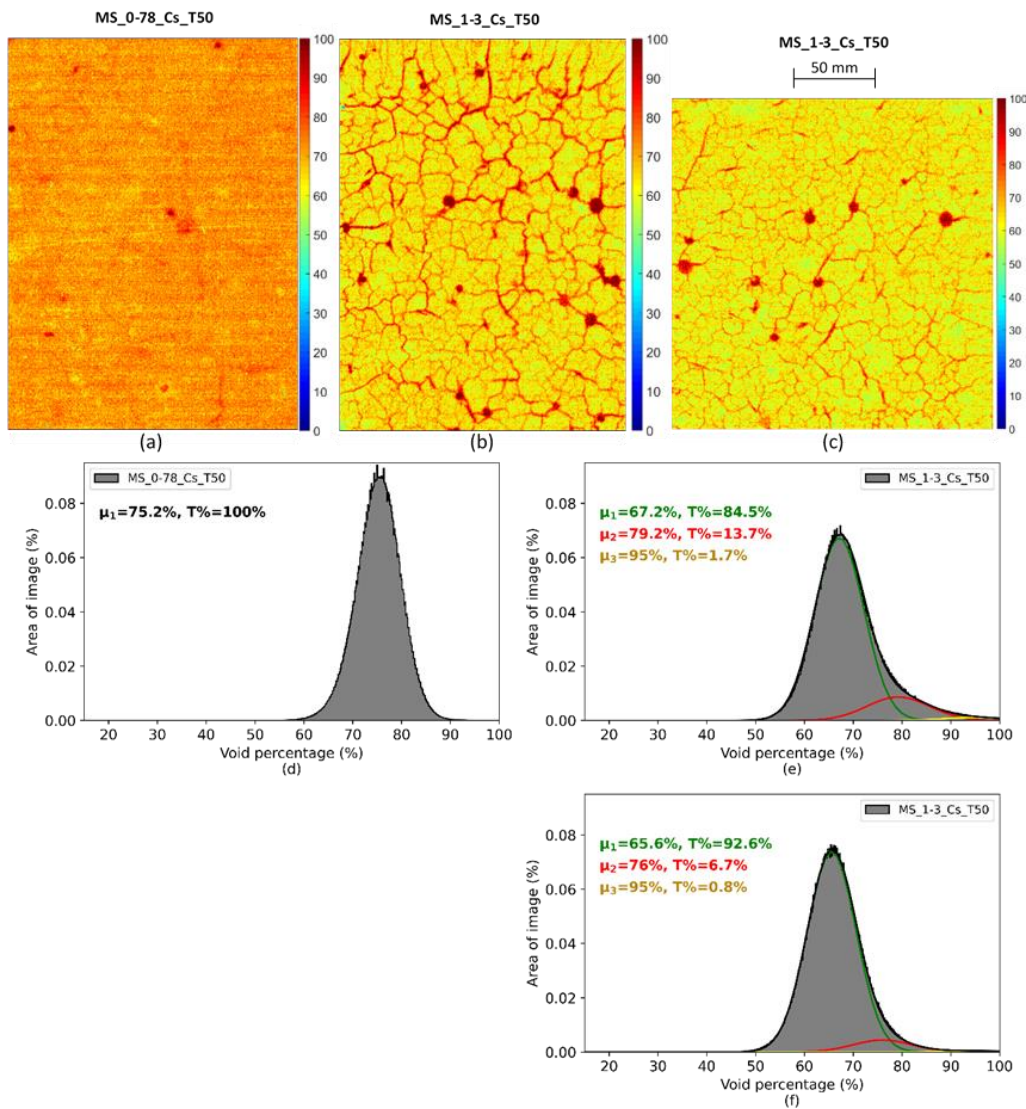 MS_0-78_Cs_T50
MS_1-3_Cs_T50
MS_1-3_Cs_T50
50 mm
100
90
80
70
60
50
40
30
20
10
0
100
90
80
70
60
50
40
30
20
10
0
100
90
80
70
60
50
40
30
20
10
0
(a)
(b)
(c)
MS_0-78_Cs_T50
μ₁=75.2%, T%=100%
Area of image (%)
0.08
0.06
0.04
0.02
0.00
20 30 40 50 60 70 80 90 100
Void percentage (%)
(d)
MS_1-3_Cs_T50
μ₁=67.2%, T%=84.5%
μ₂=79.2%, T%=13.7%
μ₃=95%, T%=1.7%
Area of image (%)
0.08
0.06
0.04
0.02
0.00
20 30 40 50 60 70 80 90 100
Void percentage (%)
(e)
MS_1-3_Cs_T50
μ₁=65.6%, T%=92.6%
μ₂=76%, T%=6.7%
μ₃=95%, T%=0.8%
Area of image (%)
0.08
0.06
0.04
0.02
0.00
20 30 40 50 60 70 80 90 100
Void percentage (%)
(f)